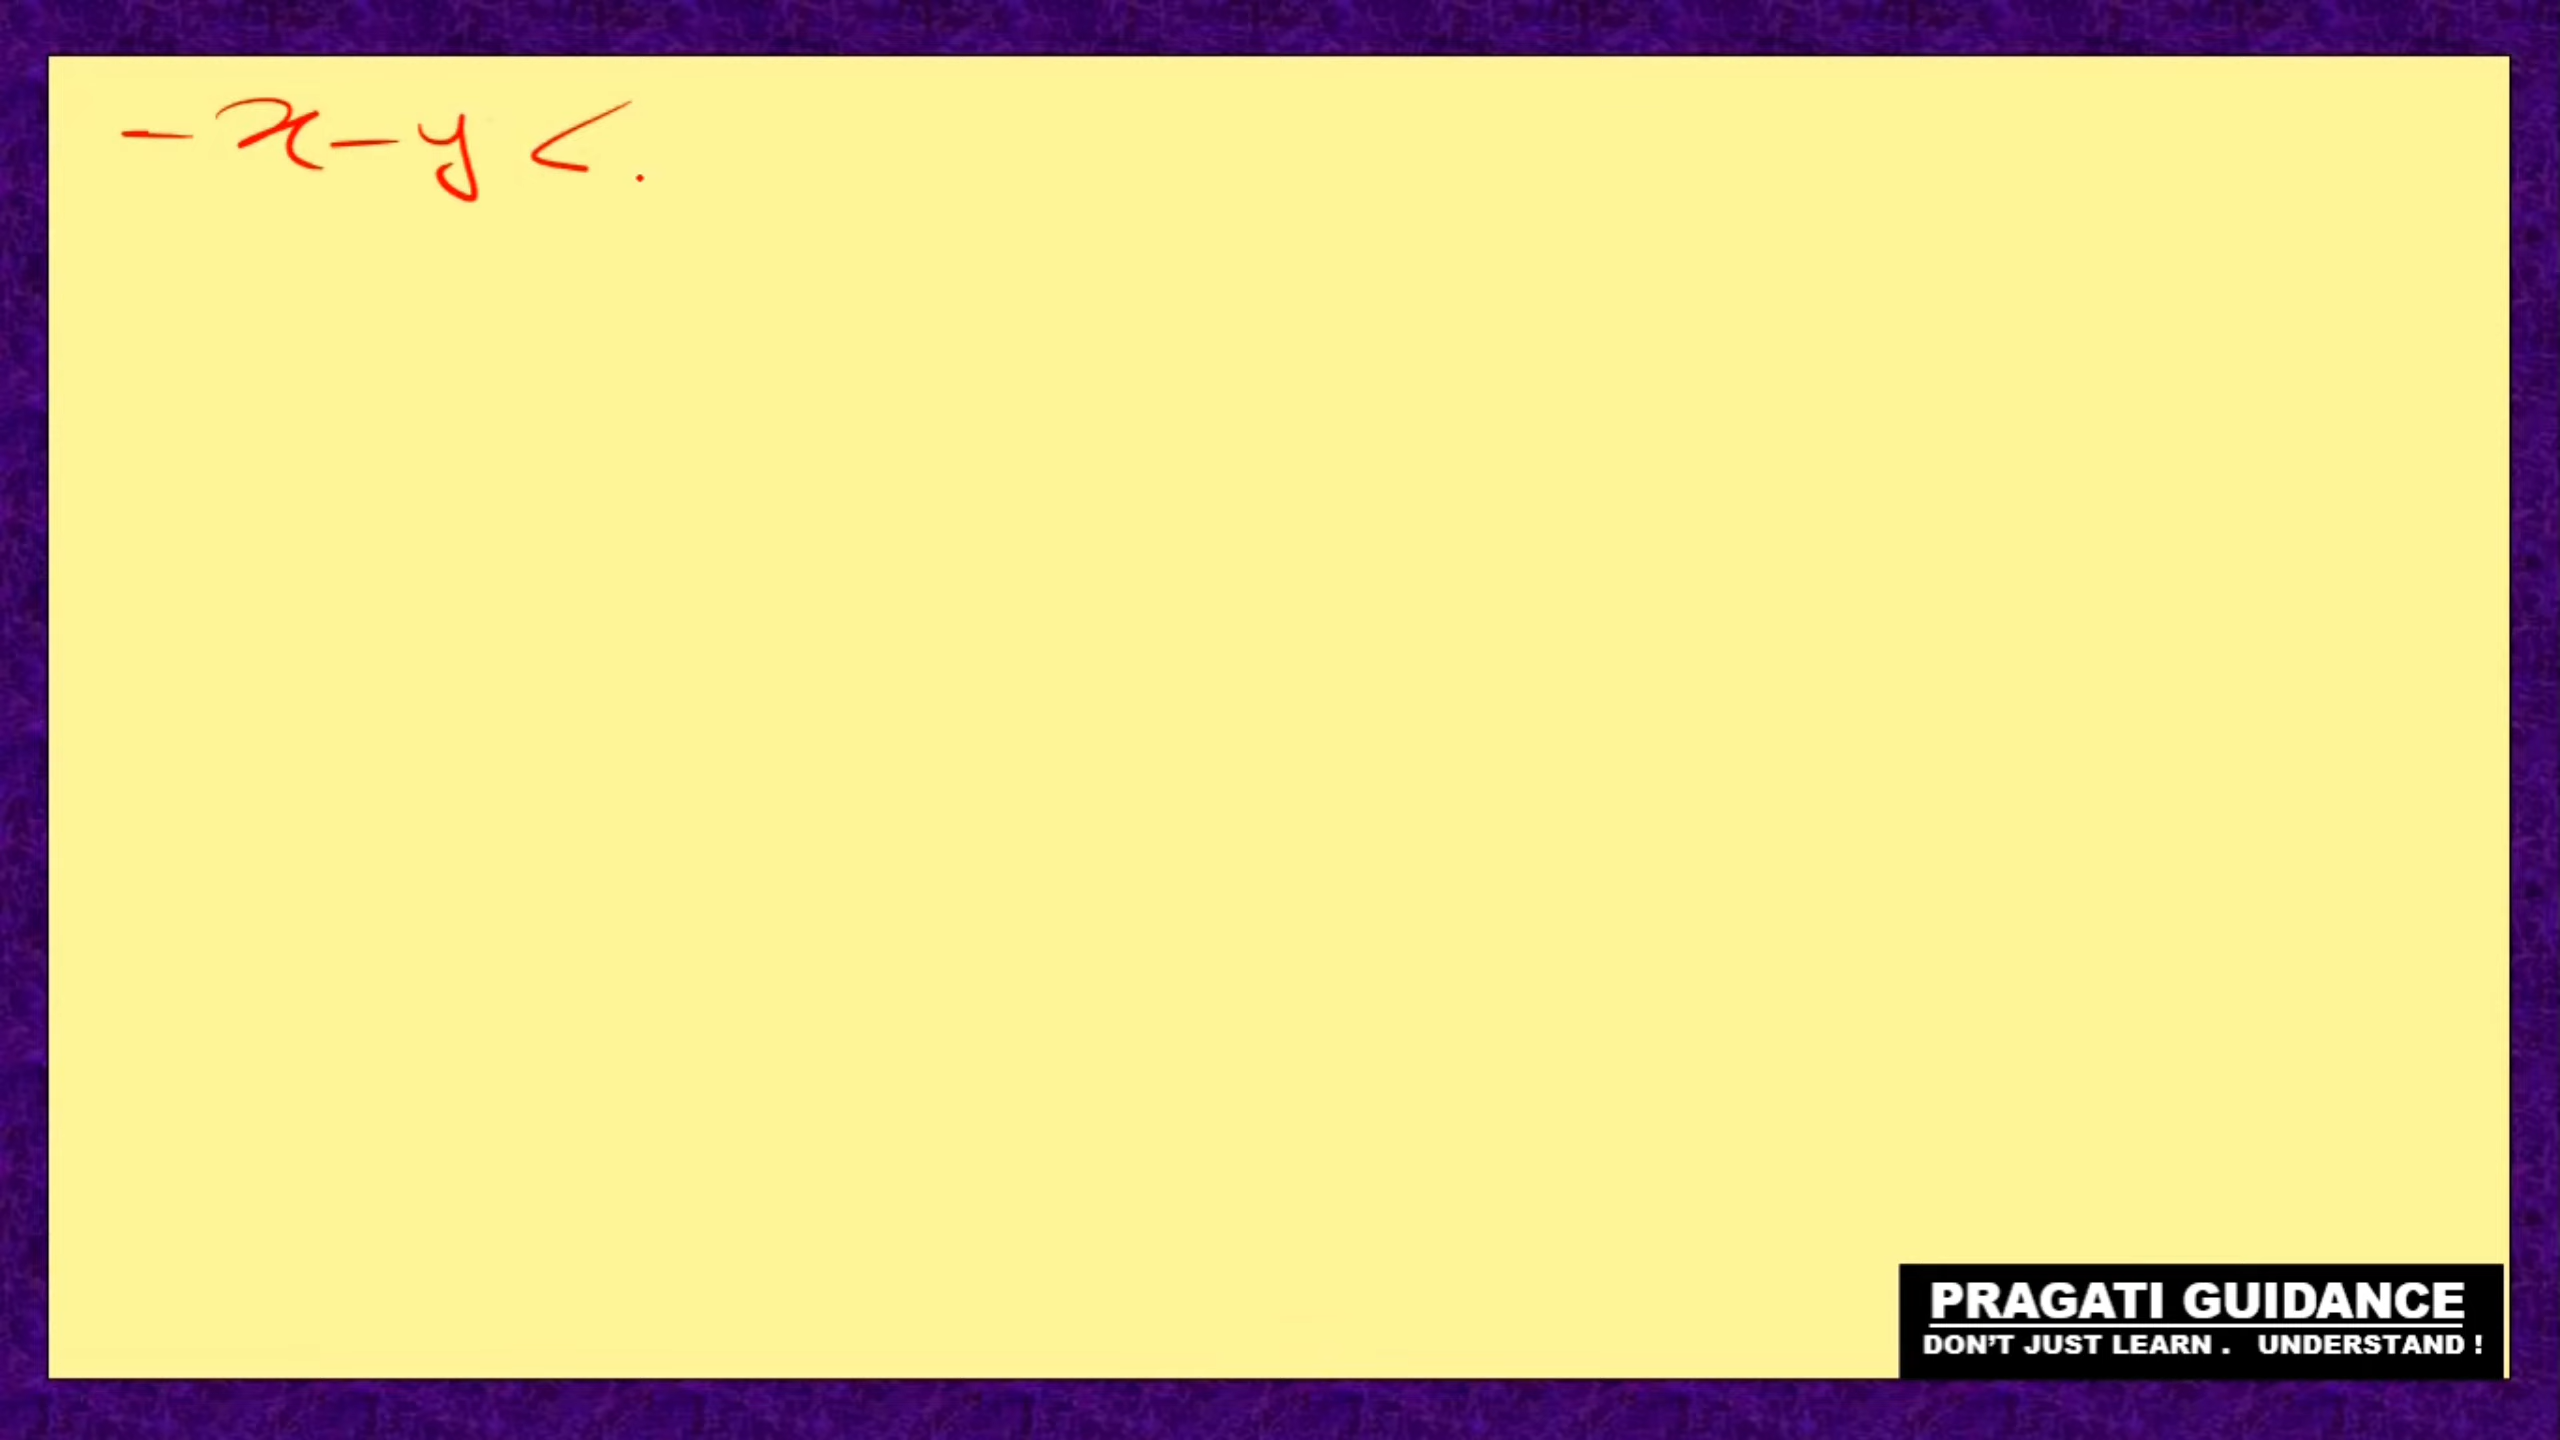 -x-y < .
PRAGATI GUIDANCE
DON'T JUST LEARN . UNDERSTAND !